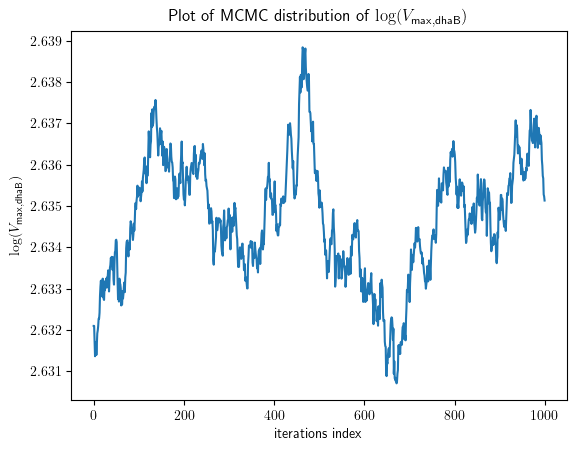 Plot of MCMC distribution of log(V_max,dhaB)
2.639
2.638
2.637
2.636
2.635
2.634
2.633
2.632
2.631
log(V_max,dhaB)
0 200 400 600 800 1000
iterations index